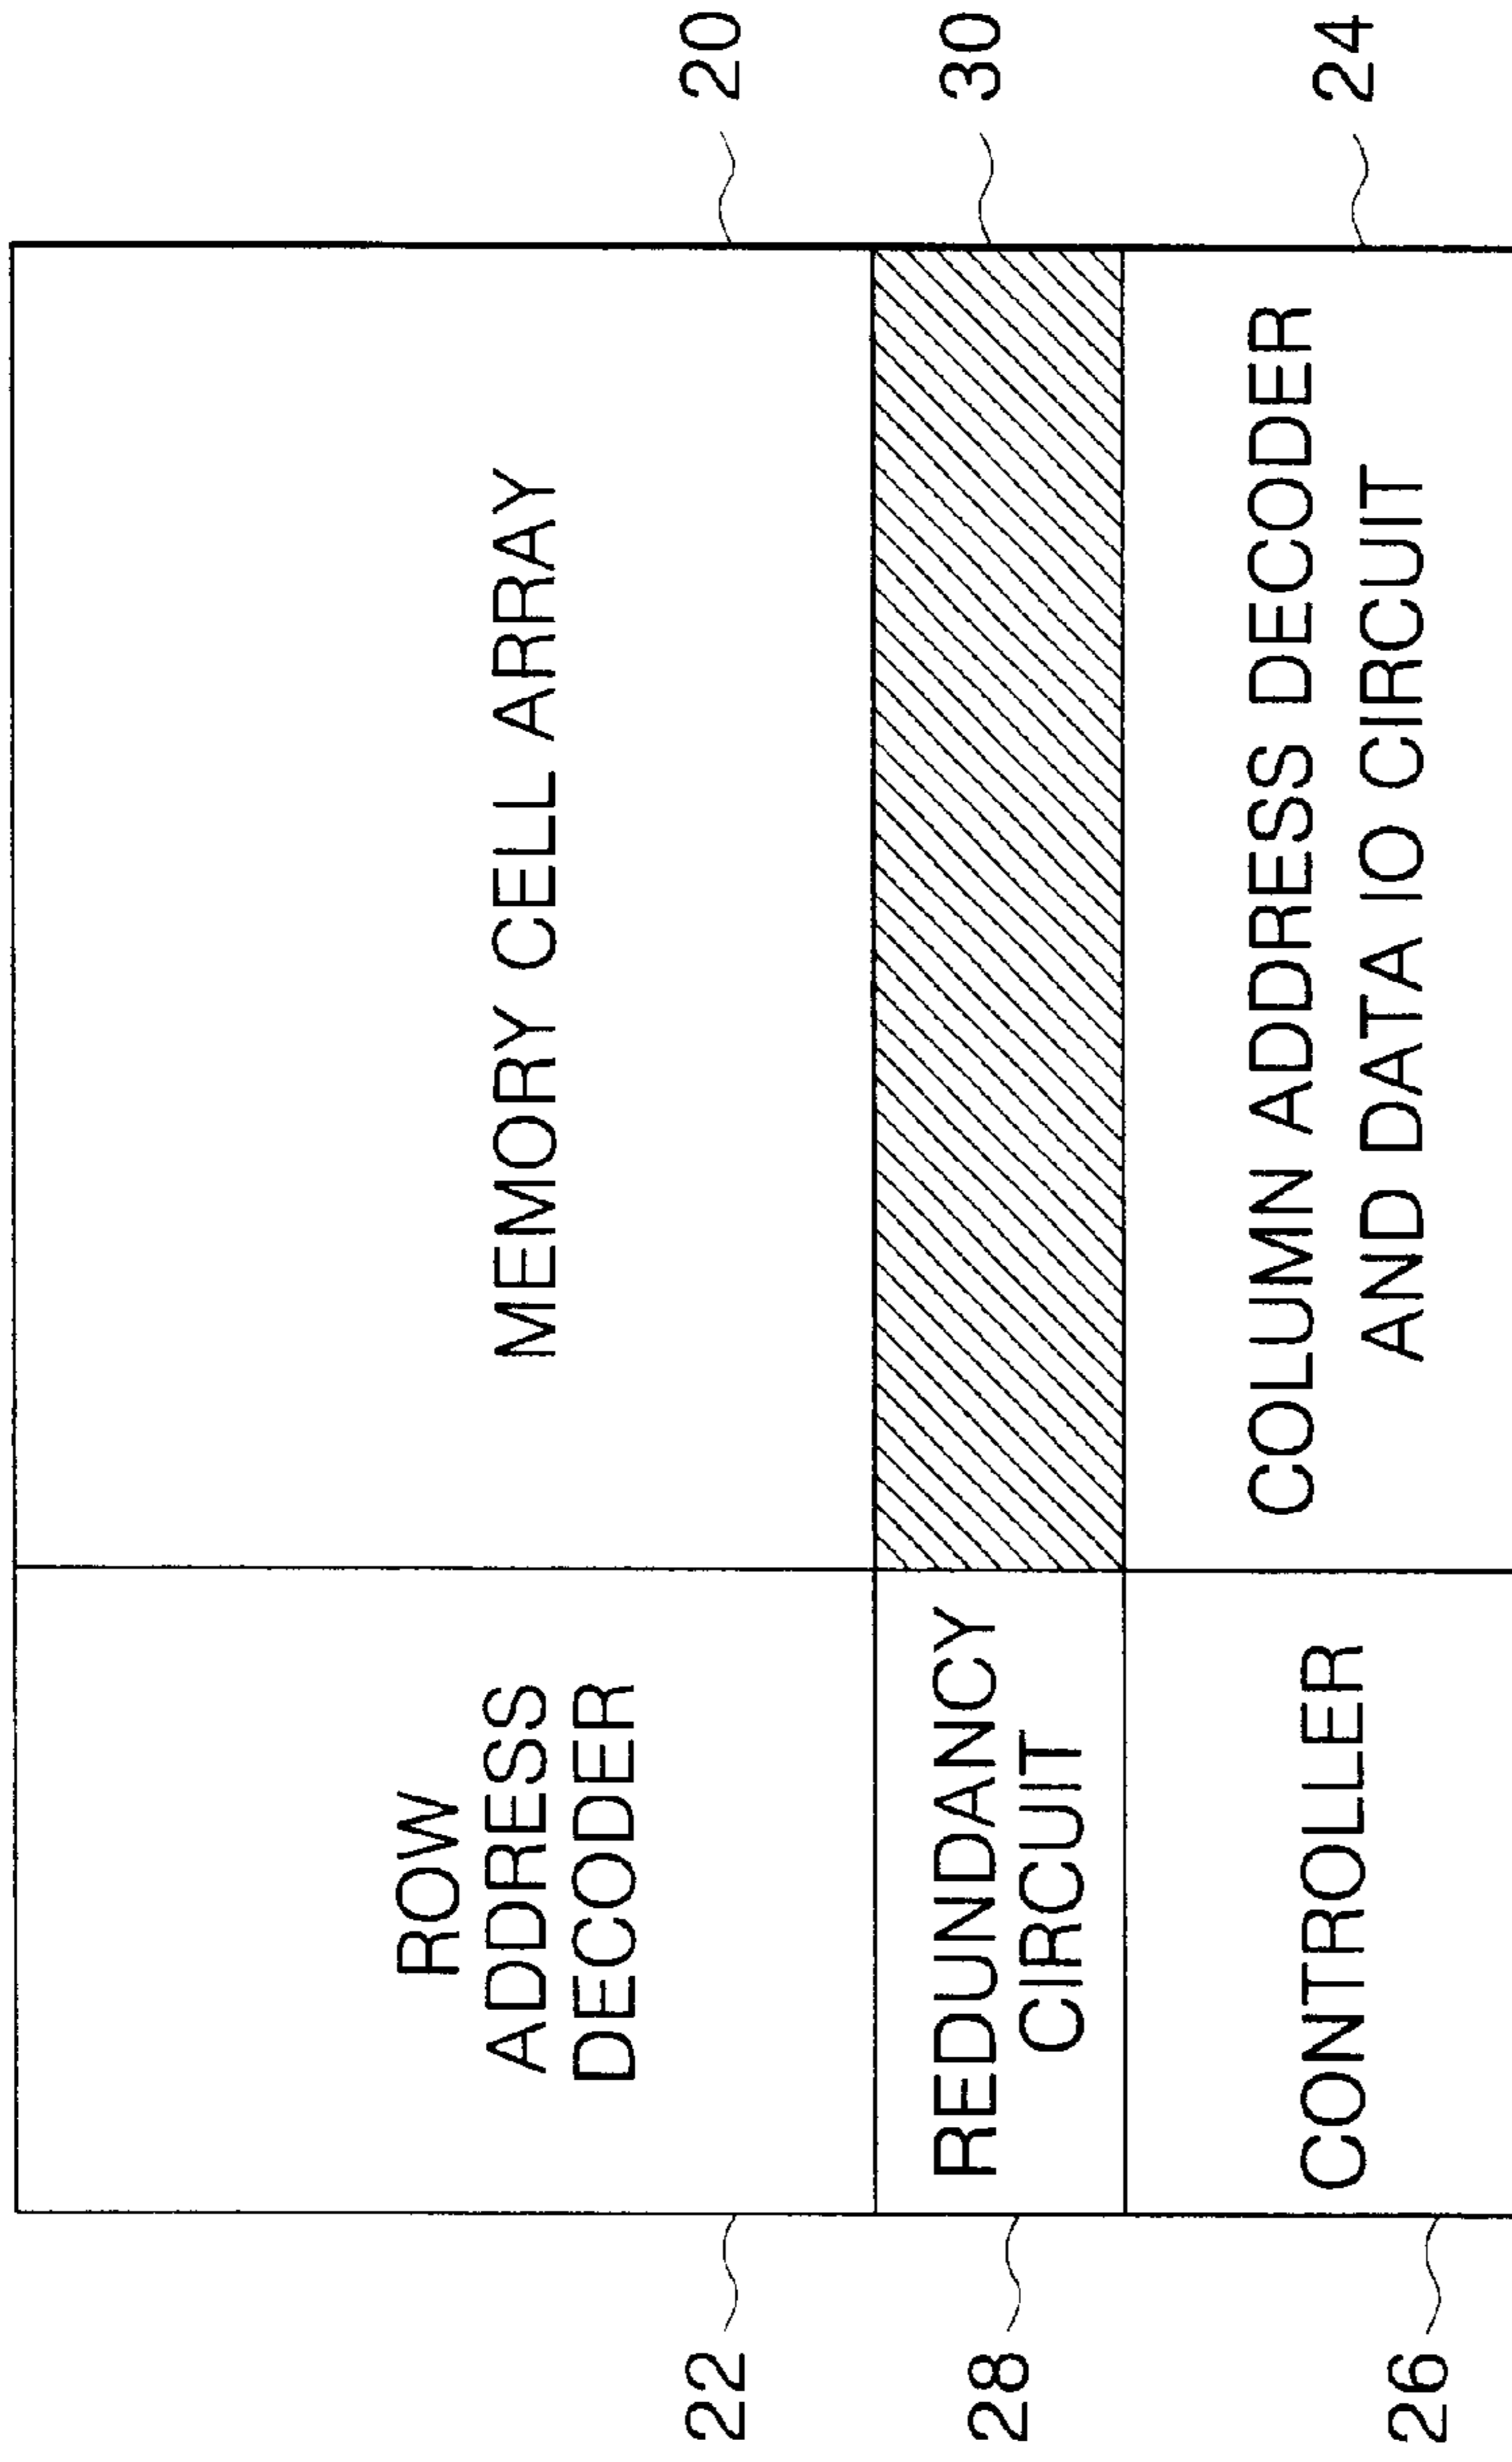 MEMORY CELL ARRAY
20
30
COLUMN ADDRESS DECODER
AND DATA IO CIRCUIT
24
ROW
ADDRESS
DECODER
22
REDUNDANCY
CIRCUIT
28
CONTROLLER
26